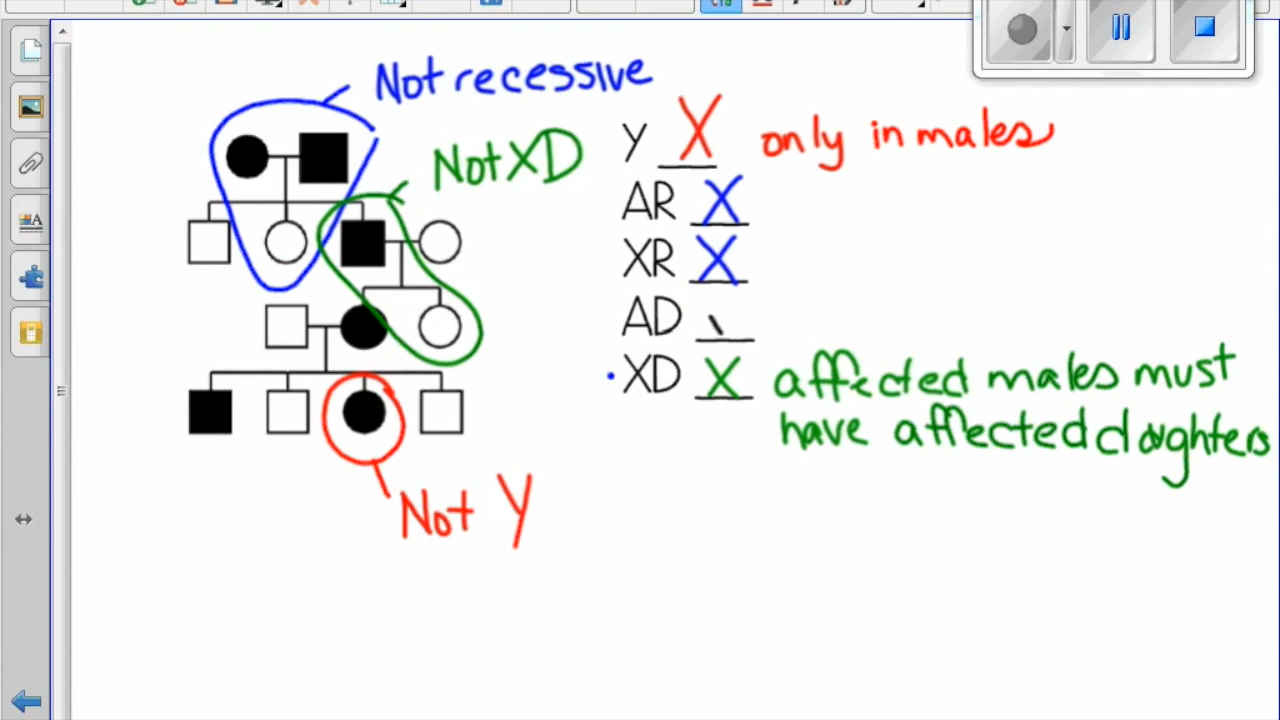 Not recessive
Not XD
Y X only in males
AR X
XR X
AD
XD X affected males must
have affected daughters
Not Y